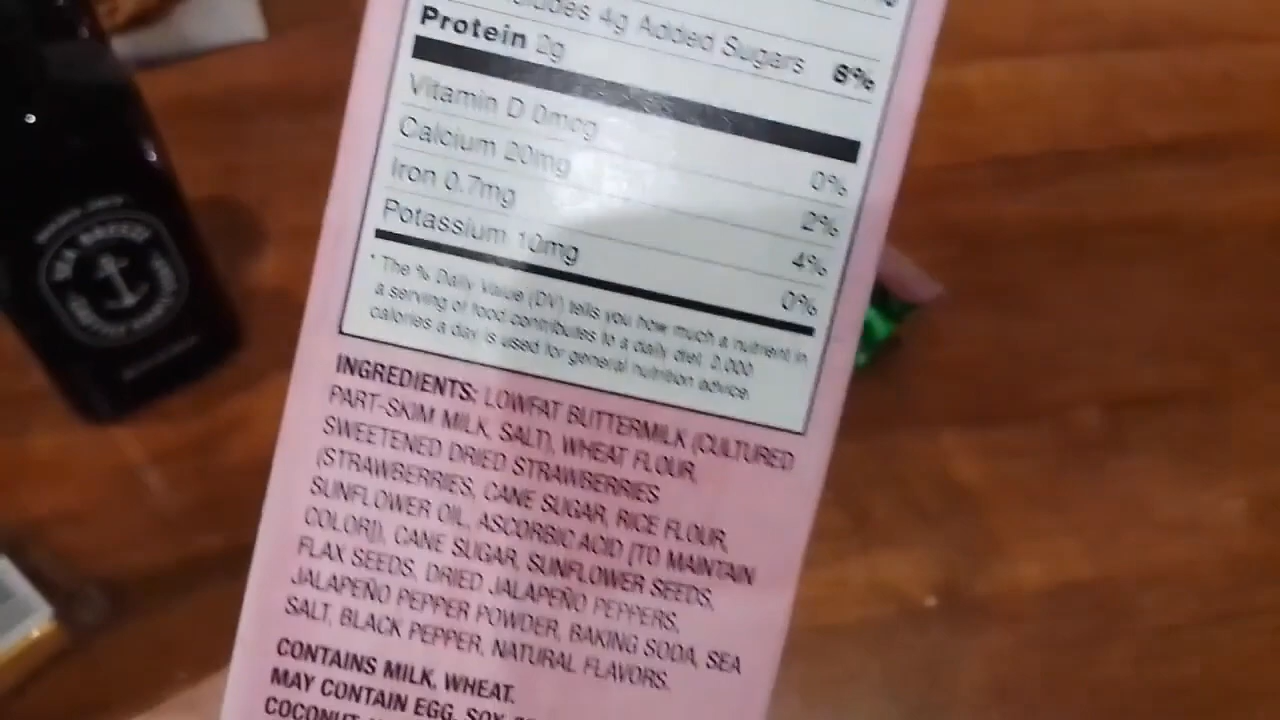 4g Added Sugars 8%
Protein 2g
Vitamin D 0mcg 0%
Calcium 20mg 2%
Iron 0.7mg 4%
Potassium 10mg 0%
* The % Daily Value (DV) tells you how much a nutrient in
a serving of food contributes to a daily diet. 2,000
calories a day is used for general nutrition advice.
INGREDIENTS: LOWFAT BUTTERMILK (CULTURED
PART-SKIM MILK, SALT), WHEAT FLOUR,
SWEETENED DRIED STRAWBERRIES
(STRAWBERRIES, CANE SUGAR, RICE FLOUR,
SUNFLOWER OIL, ASCORBIC ACID [TO MAINTAIN
COLOR]), CANE SUGAR, SUNFLOWER SEEDS,
FLAX SEEDS, DRIED JALAPEÑO PEPPERS,
JALAPEÑO PEPPER POWDER, BAKING SODA, SEA
SALT, BLACK PEPPER, NATURAL FLAVORS.
CONTAINS MILK, WHEAT.
MAY CONTAIN EGG, SOY,
COCONUT